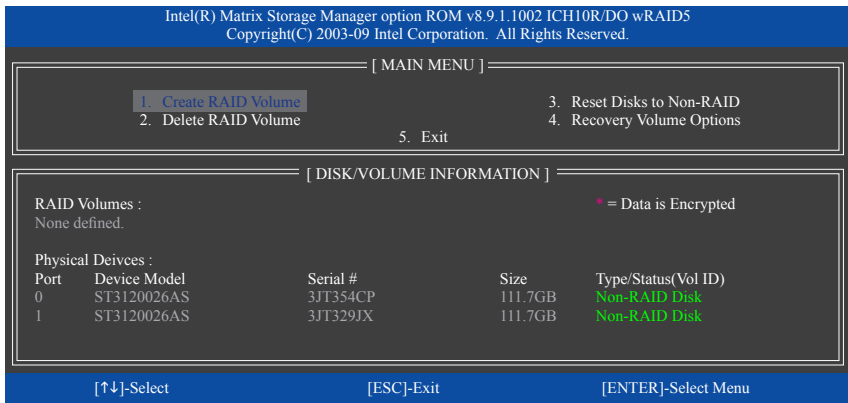 Intel(R) Matrix Storage Manager option ROM v8.9.1.1002 ICH10R/DO wRAID5
Copyright(C) 2003-09 Intel Corporation. All Rights Reserved.
[ MAIN MENU ]
1. Create RAID Volume 3. Reset Disks to Non-RAID
2. Delete RAID Volume 4. Recovery Volume Options
5. Exit
[ DISK/VOLUME INFORMATION ]
RAID Volumes : * = Data is Encrypted
None defined.
Physical Deivces :
Port Device Model Serial # Size Type/Status(Vol ID)
0 ST3120026AS 3JT354CP 111.7GB Non-RAID Disk
1 ST3120026AS 3JT329JX 111.7GB Non-RAID Disk
[↑↓]-Select [ESC]-Exit [ENTER]-Select Menu